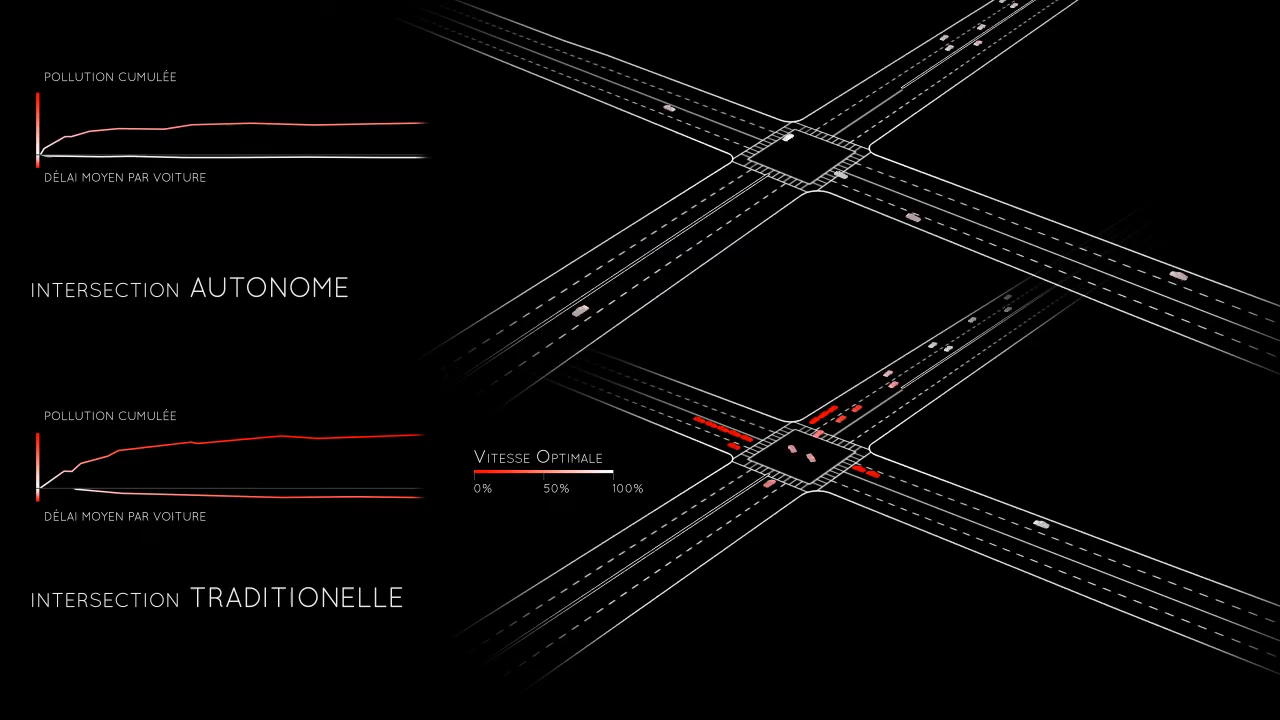 POLLUTION CUMULÉE
DÉLAI MOYEN PAR VOITURE
INTERSECTION AUTONOME
POLLUTION CUMULÉE
DÉLAI MOYEN PAR VOITURE
INTERSECTION TRADITIONELLE
VITESSE OPTIMALE
0% 50% 100%